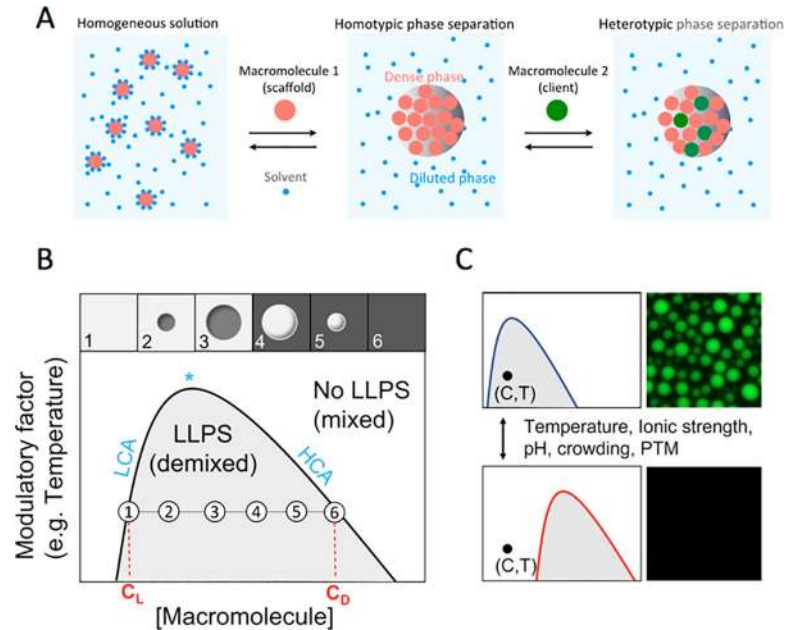 A
Homogeneous solution
Homotypic phase separation
Heterotypic phase separation
Macromolecule 1
(scaffold)
Solvent
Dense phase
Diluted phase
Macromolecule 2
(client)
B
1
2
3
4
5
6
Modulatory factor
(e.g. Temperature)
*
No LLPS
(mixed)
LLPS
(demixed)
LCA
HCA
1
2
3
4
5
6
CL
CD
[Macromolecule]
C
(C,T)
Temperature, Ionic strength,
pH, crowding, PTM
(C,T)